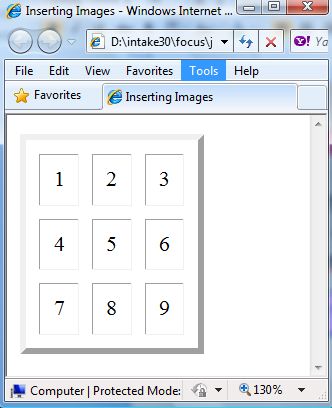 Inserting Images - Windows Internet ...
D:\intake30\focus\j
File Edit View Favorites Tools Help
Favorites Inserting Images
1 2 3
4 5 6
7 8 9
Computer | Protected Mode: 130%